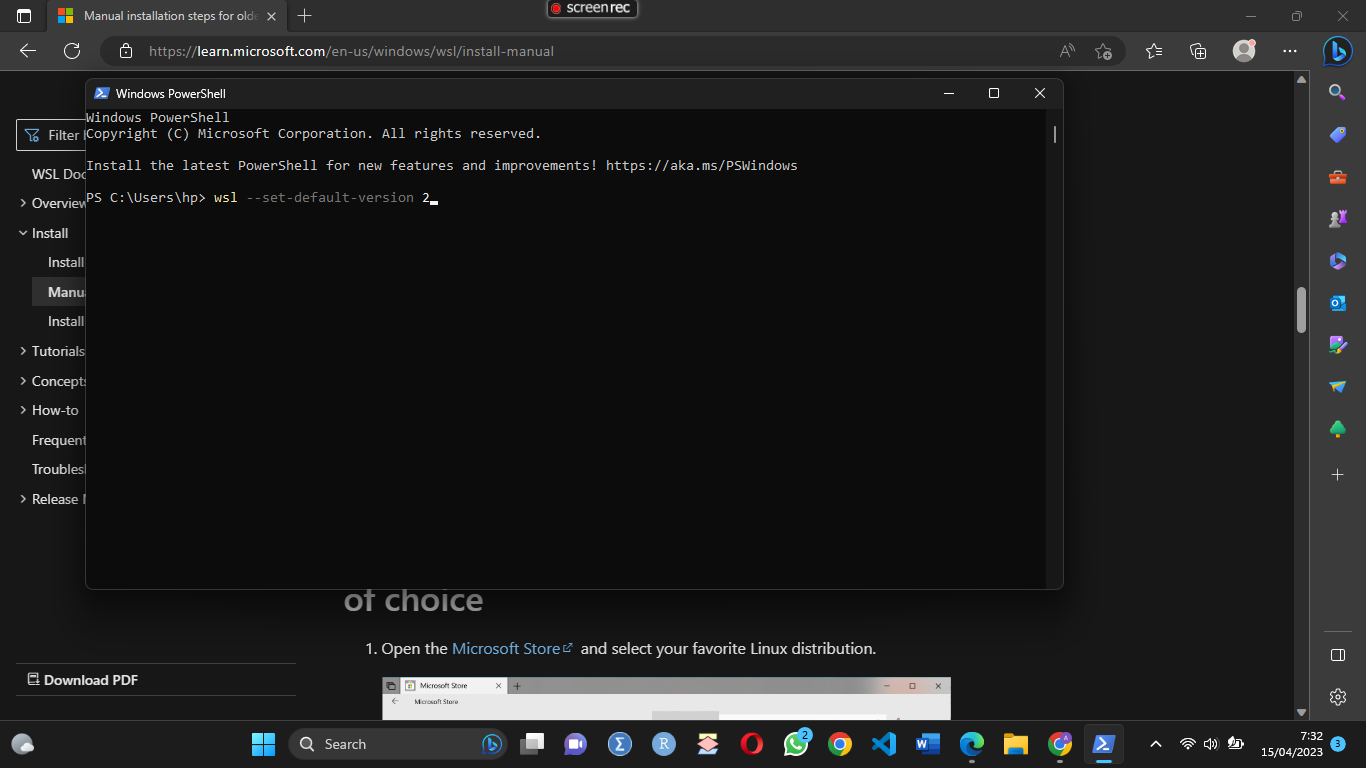 screenrec
Manual installation steps for olde
https://learn.microsoft.com/en-us/windows/wsl/install-manual
Windows PowerShell
Windows PowerShell
Copyright (C) Microsoft Corporation. All rights reserved.
Install the latest PowerShell for new features and improvements! https://aka.ms/PSWindows
PS C:\Users\hp> wsl --set-default-version 2
Filter
WSL Doc
Overview
Install
Install
Manua
Install
Tutorials
Concepts
How-to
Frequent
Troublesl
Release
Download PDF
of choice
1. Open the Microsoft Store and select your favorite Linux distribution.
Microsoft Store
Microsoft Store
Search
2
7:32
15/04/2023
3